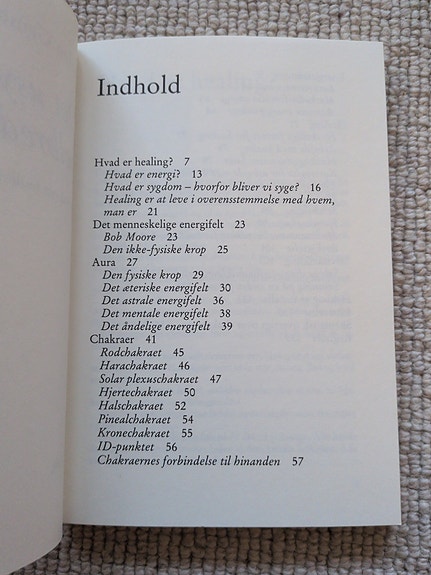 Indhold
Hvad er healing? 7
Hvad er energi? 13
Hvad er sygdom – hvorfor bliver vi syge? 16
Healing er at leve i overensstemmelse med hvem,
man er 21
Det menneskelige energifelt 23
Bob Moore 23
Den ikke-fysiske krop 25
Aura 27
Den fysiske krop 29
Det æteriske energifelt 30
Det astrale energifelt 36
Det mentale energifelt 38
Det åndelige energifelt 39
Chakraer 41
Rodchakraet 45
Harachakraet 46
Solar plexuschakraet 47
Hjertechakraet 50
Halschakraet 52
Pinealchakraet 54
Kronechakraet 55
ID-punktet 56
Chakraernes forbindelse til hinanden 57